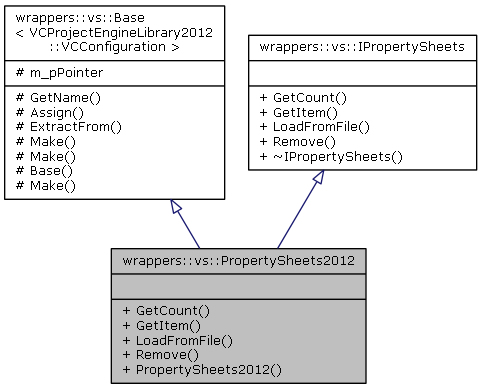 wrappers::vs::Base
< VCProjectEngineLibrary2012
::VCConfiguration >
# m_pPointer
# GetName()
# Assign()
# ExtractFrom()
# Make()
# Make()
# Base()
# Make()
wrappers::vs::IPropertySheets
+ GetCount()
+ GetItem()
+ LoadFromFile()
+ Remove()
+ ~IPropertySheets()
wrappers::vs::PropertySheets2012
+ GetCount()
+ GetItem()
+ LoadFromFile()
+ Remove()
+ PropertySheets2012()